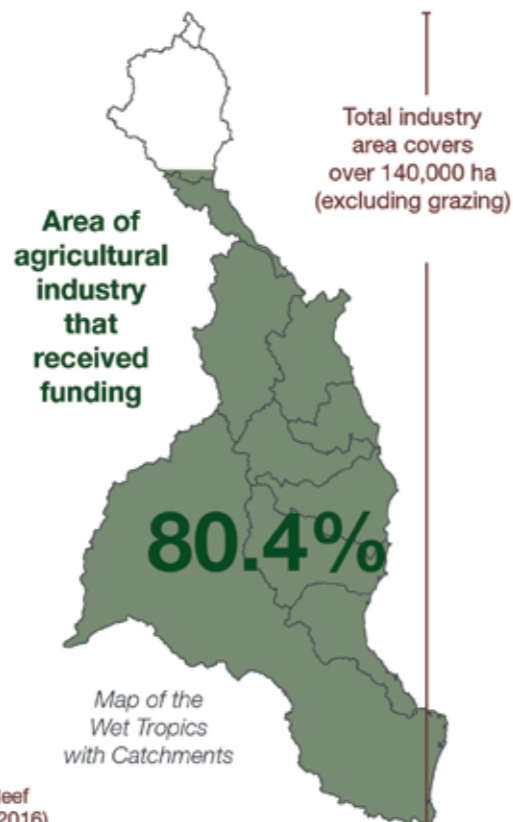 Total industry
area covers
over 140,000 ha
(excluding grazing)
Area of
agricultural
industry
that
received
funding
80.4%
Map of the
Wet Tropics
with Catchments
2016)